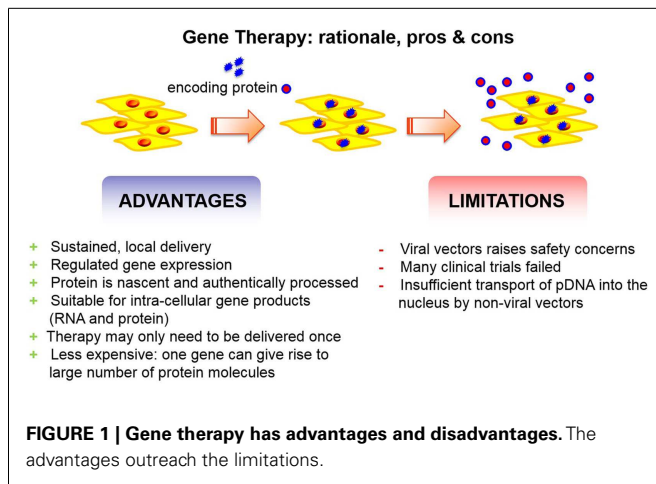 Gene Therapy: rationale, pros & cons
encoding protein
ADVANTAGES
+ Sustained, local delivery
+ Regulated gene expression
+ Protein is nascent and authentically processed
+ Suitable for intra-cellular gene products
(RNA and protein)
+ Therapy may only need to be delivered once
+ Less expensive: one gene can give rise to
large number of protein molecules
LIMITATIONS
- Viral vectors raises safety concerns
- Many clinical trials failed
- Insufficient transport of pDNA into the
nucleus by non-viral vectors
FIGURE 1 | Gene therapy has advantages and disadvantages. The
advantages outreach the limitations.